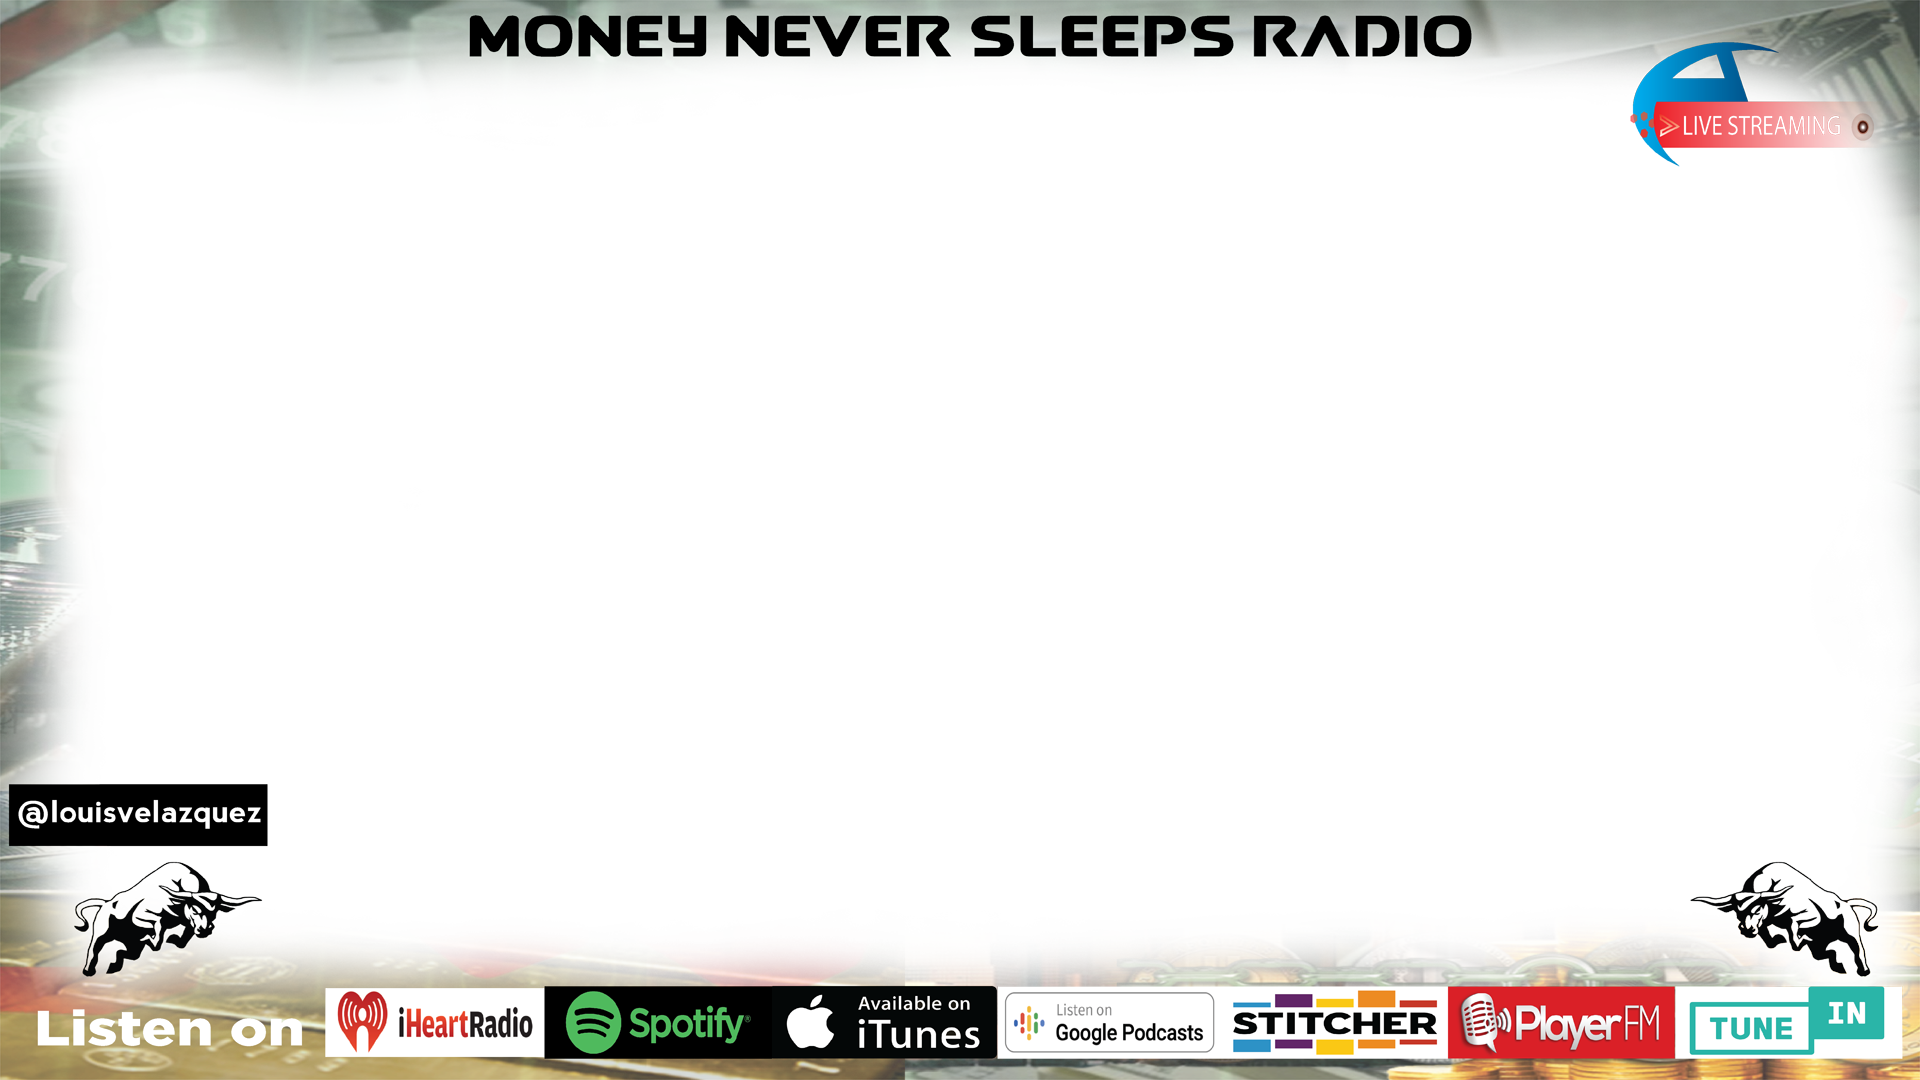 MONEY NEVER SLEEPS RADIO
LIVE STREAMING
@louisvelazquez
Listen on
iHeartRadio
Spotify®
Available on
iTunes
Listen on
Google Podcasts
STITCHER
PlayerFM
TUNE IN